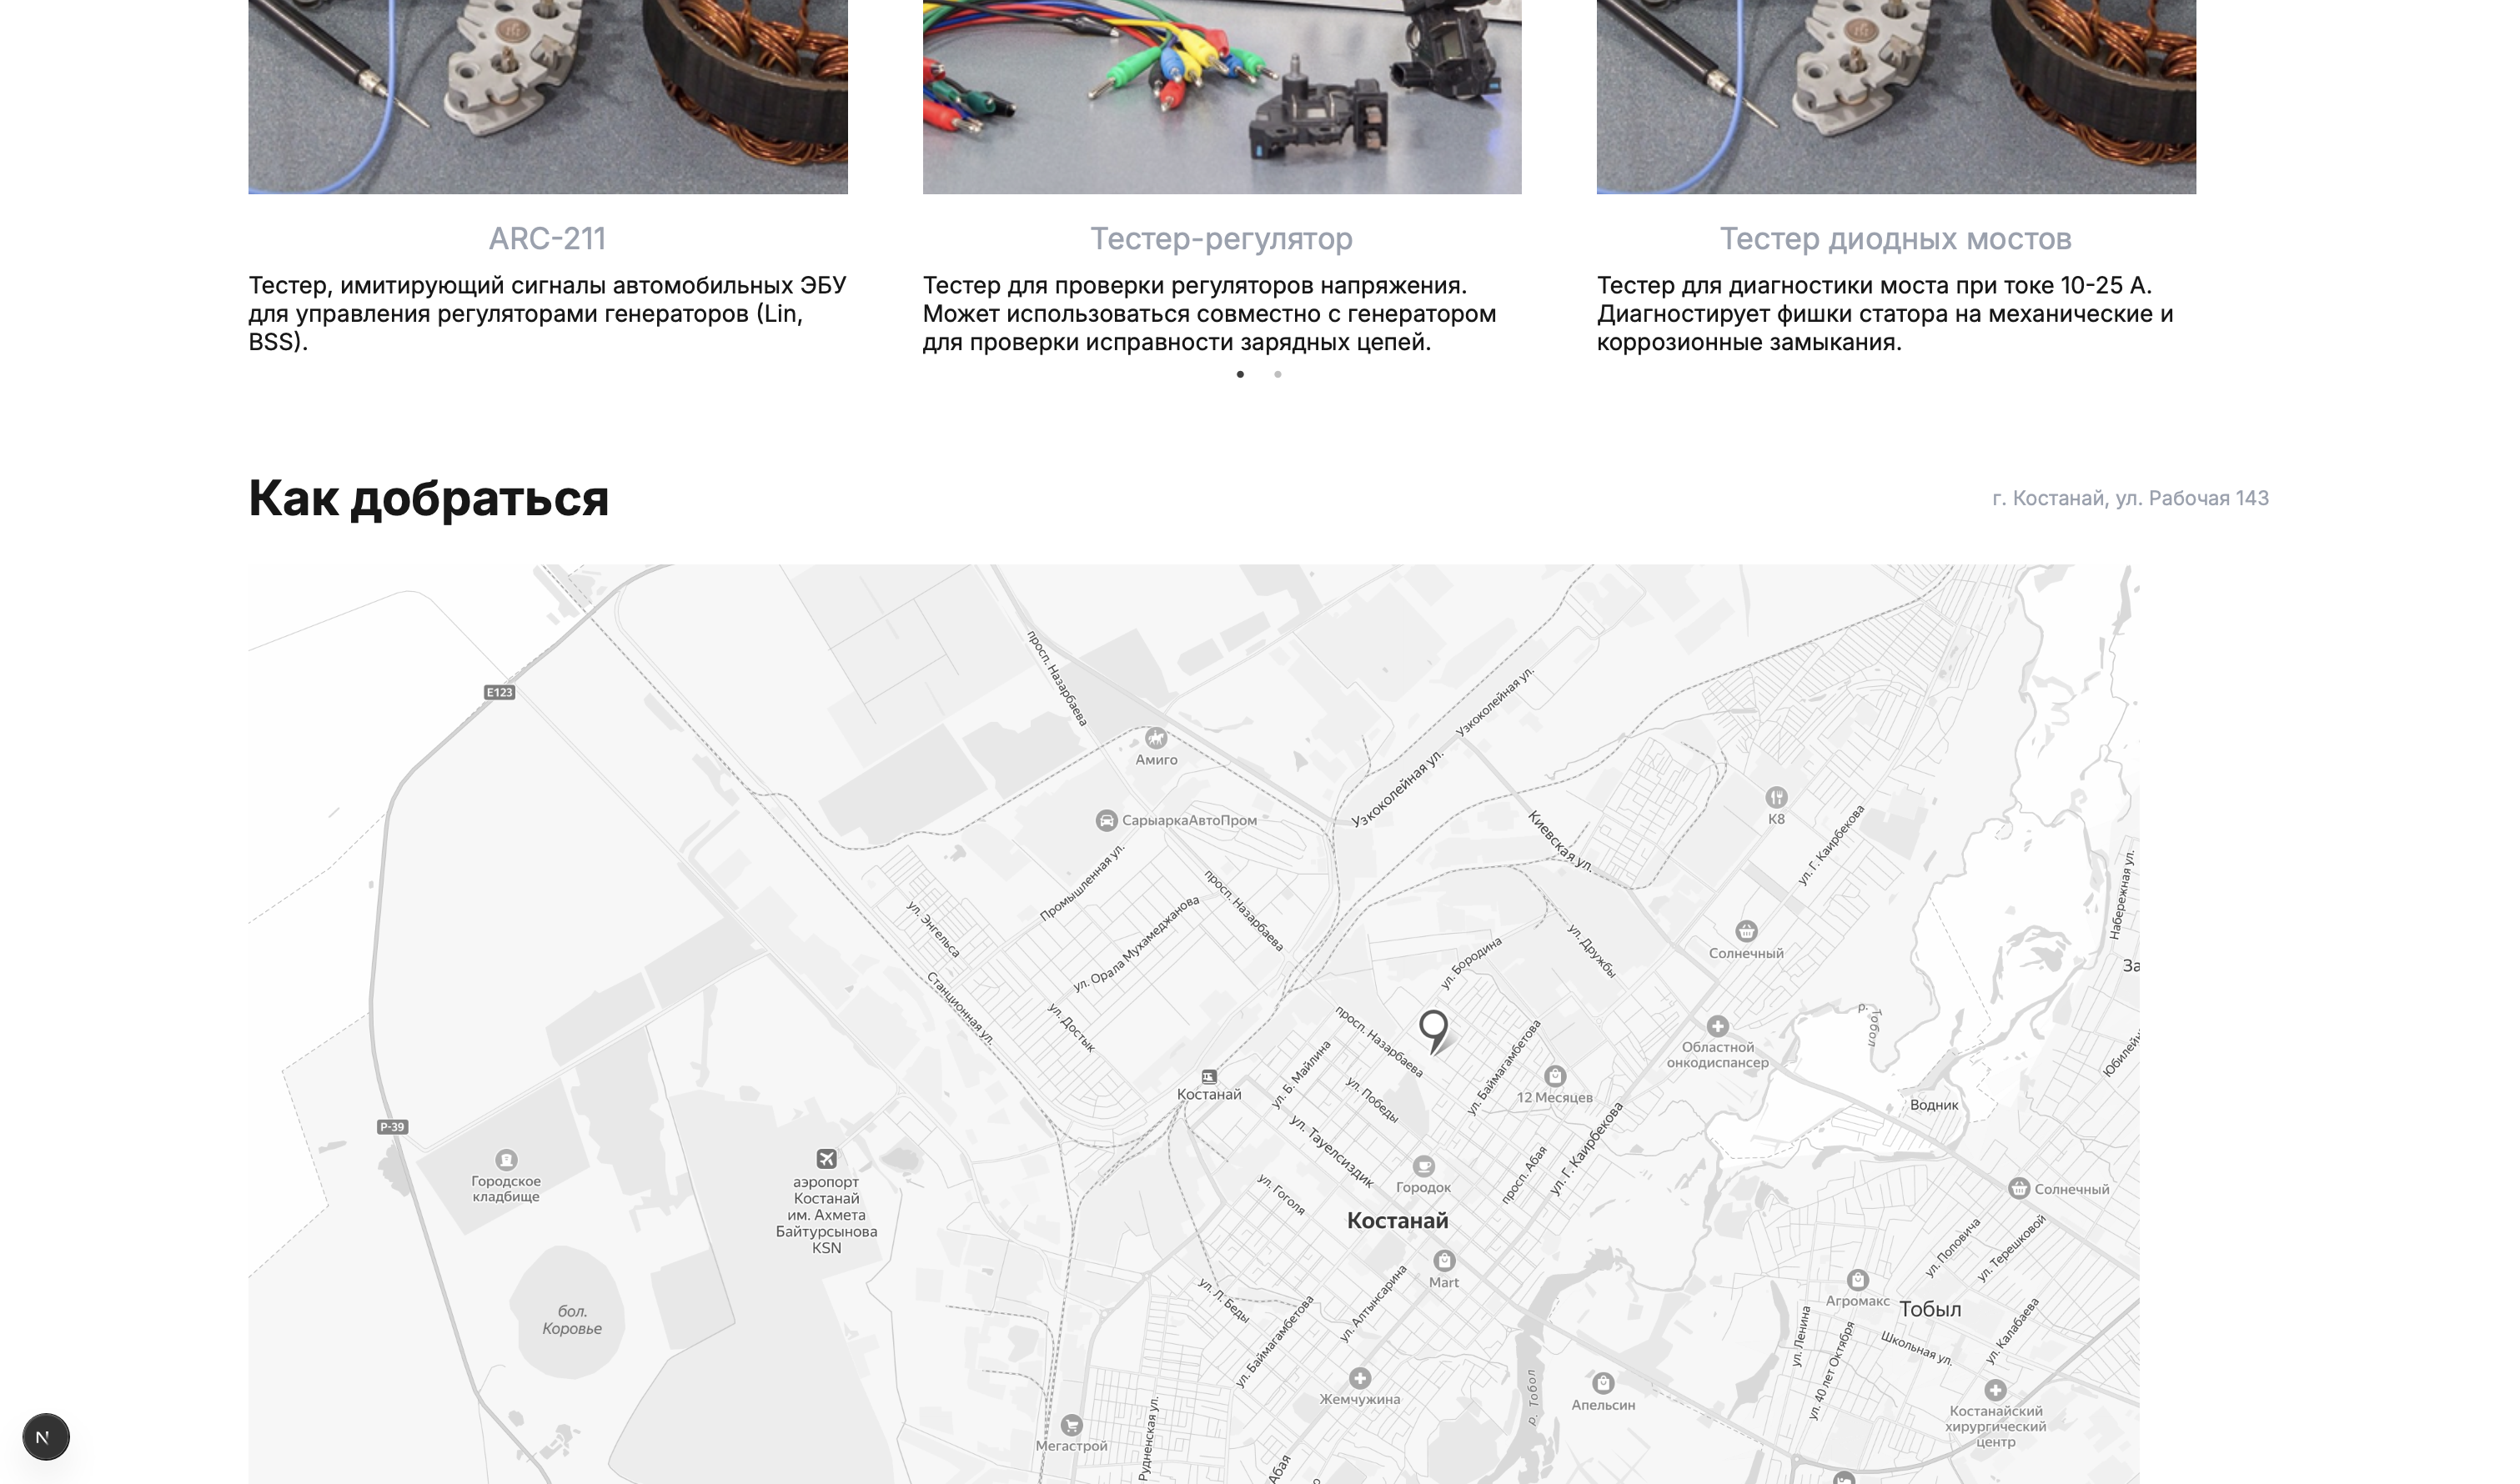 ARC-211
Тестер, имитирующий сигналы автомобильных ЭБУ
для управления регуляторами генераторов (Lin,
BSS).
Тестер-регулятор
Тестер для проверки регуляторов напряжения.
Может использоваться совместно с генератором
для проверки исправности зарядных цепей.
Тестер диодных мостов
Тестер для диагностики моста при токе 10-25 А.
Диагностирует фишки статора на механические и
коррозионные замыкания.
Как добраться
г. Костанай, ул. Рабочая 143
E123
просп. Назарбаева
Амиго
Узкоколейная ул.
Узкоколейная ул.
СарыаркаАвтоПром
К8
Киевская ул.
ул. Г. Каирбекова
Промышленная ул.
просп. Назарбаева
Набережная ул.
ул. Энгельса
ул. Орала Мухамеджанова
ул. Бородина
ул. Дружбы
Солнечный
За
Станционная ул.
ул. Достык
просп. Назарбаева
р. Тобол
ул. Баймагамбетова
Областной
онкодиспансер
ул. Б. Майлина
ул. Победы
Костанай
12 Месяцев
Водник
P-39
ул. Тауелсиздик
ул. Г. Каирбекова
просп. Абая
Городское
кладбище
аэропорт
Костанай
им. Ахмета
Байтурсынова
KSN
Городок
ул. Гоголя
Солнечный
Костанай
ул. Поповича
ул. Терешковой
Mart
бол.
Коровье
ул. Л. Беды
ул. Баймагамбетова
ул. Алтынсарина
Агромакс
Тобыл
ул. Ленина
ул. 40 лет Октября
Школьная ул.
ул. Калабаева
Жемчужина
р. Тобол
Апельсин
Костанайский
хирургический
центр
Мегастрой
Рудненская ул.
Абая
N